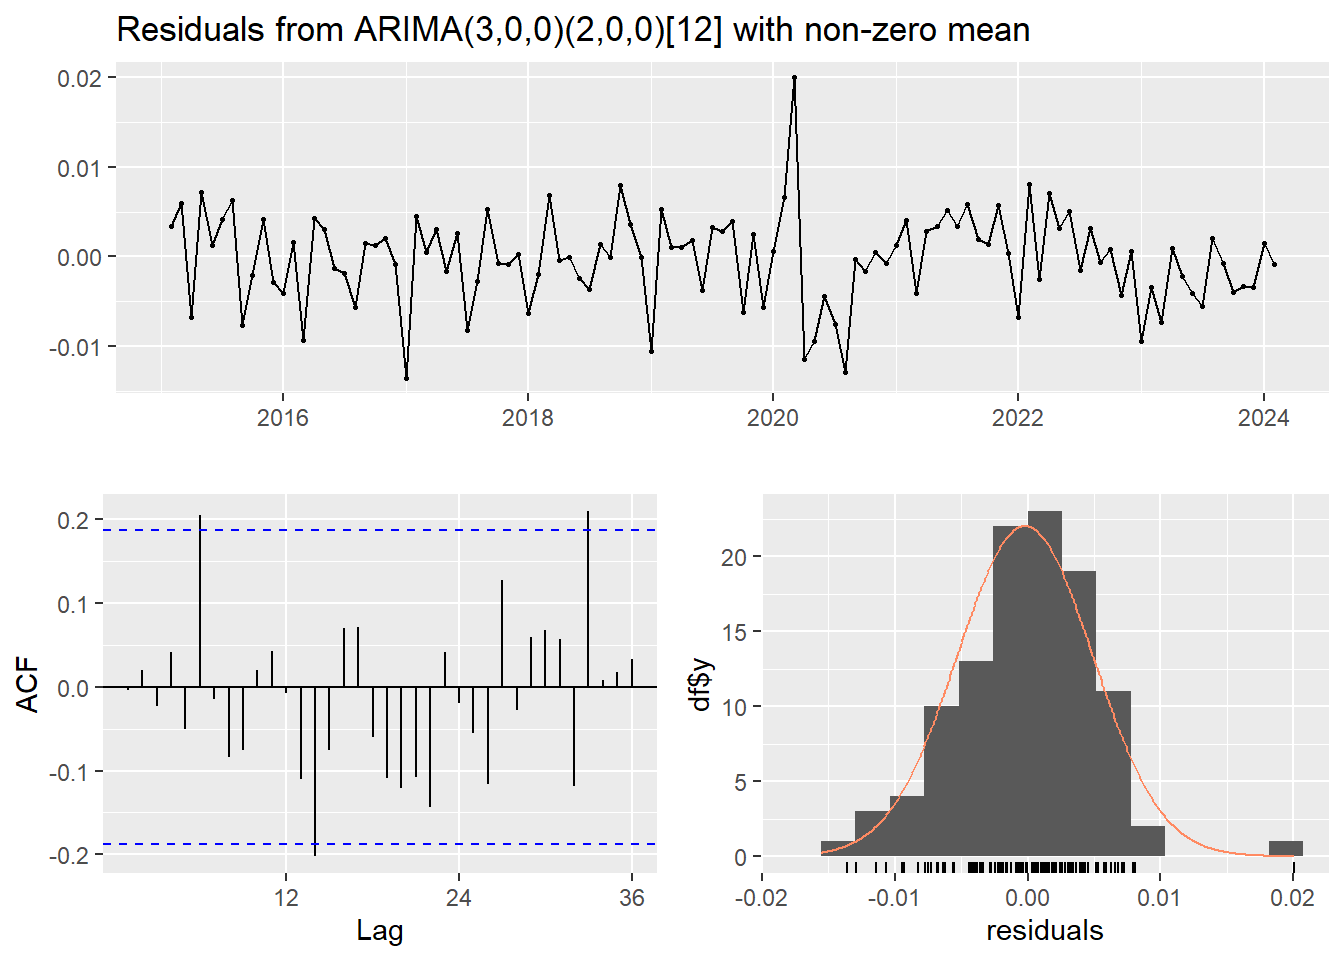 Residuals from ARIMA(3,0,0)(2,0,0)[12] with non-zero mean
0.02
0.01
0.00
-0.01
2016 2018 2020 2022 2024
ACF
0.2
0.1
0.0
-0.1
-0.2
12 24 36
Lag
df$y
20
15
10
5
0
-0.02 -0.01 0.00 0.01 0.02
residuals